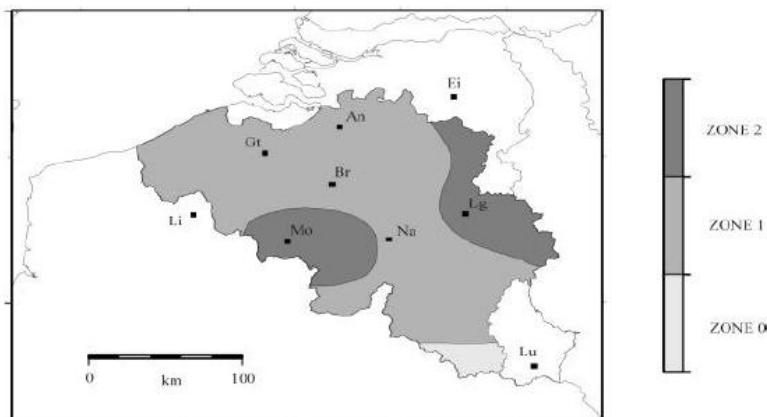 Ei
An
Gt
Br
Li
Mo
Na
Lg
Lu
0
100
km
ZONE 2
ZONE 1
ZONE 0